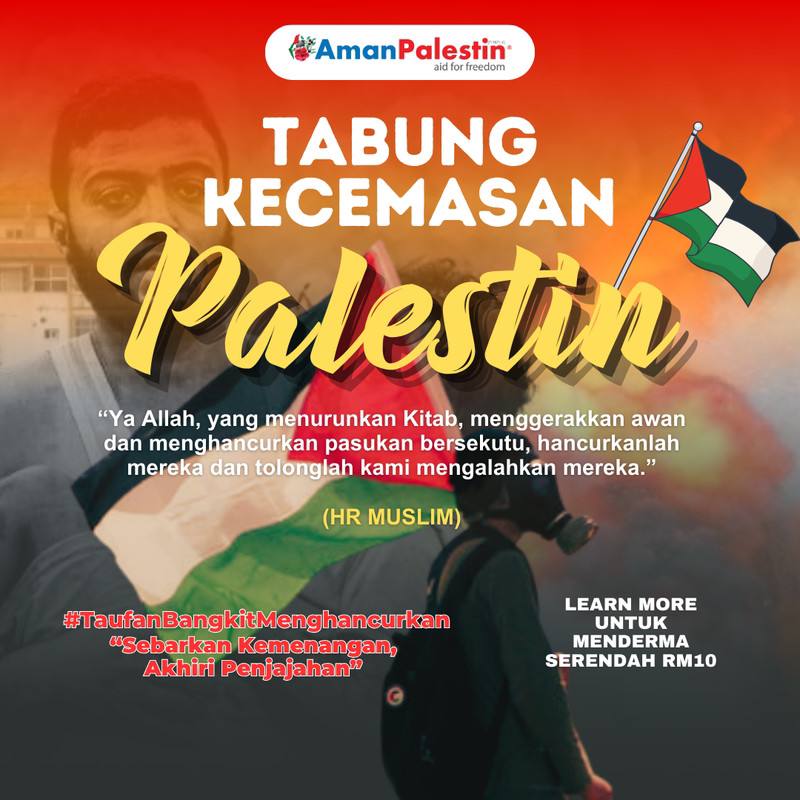 AmanPalestin
aid for freedom
TABUNG
KECEMASAN
Palestin
“Ya Allah, yang menurunkan Kitab, menggerakkan awan
dan menghancurkan pasukan bersekutu, hancurkanlah
mereka dan tolonglah kami mengalahkan mereka.”
(HR MUSLIM)
#TaufanBangkitMenghancurkan
“Sebarkan Kemenangan,
Akhiri Penjajahan”
LEARN MORE
UNTUK
MENDERMA
SERENDAH RM10